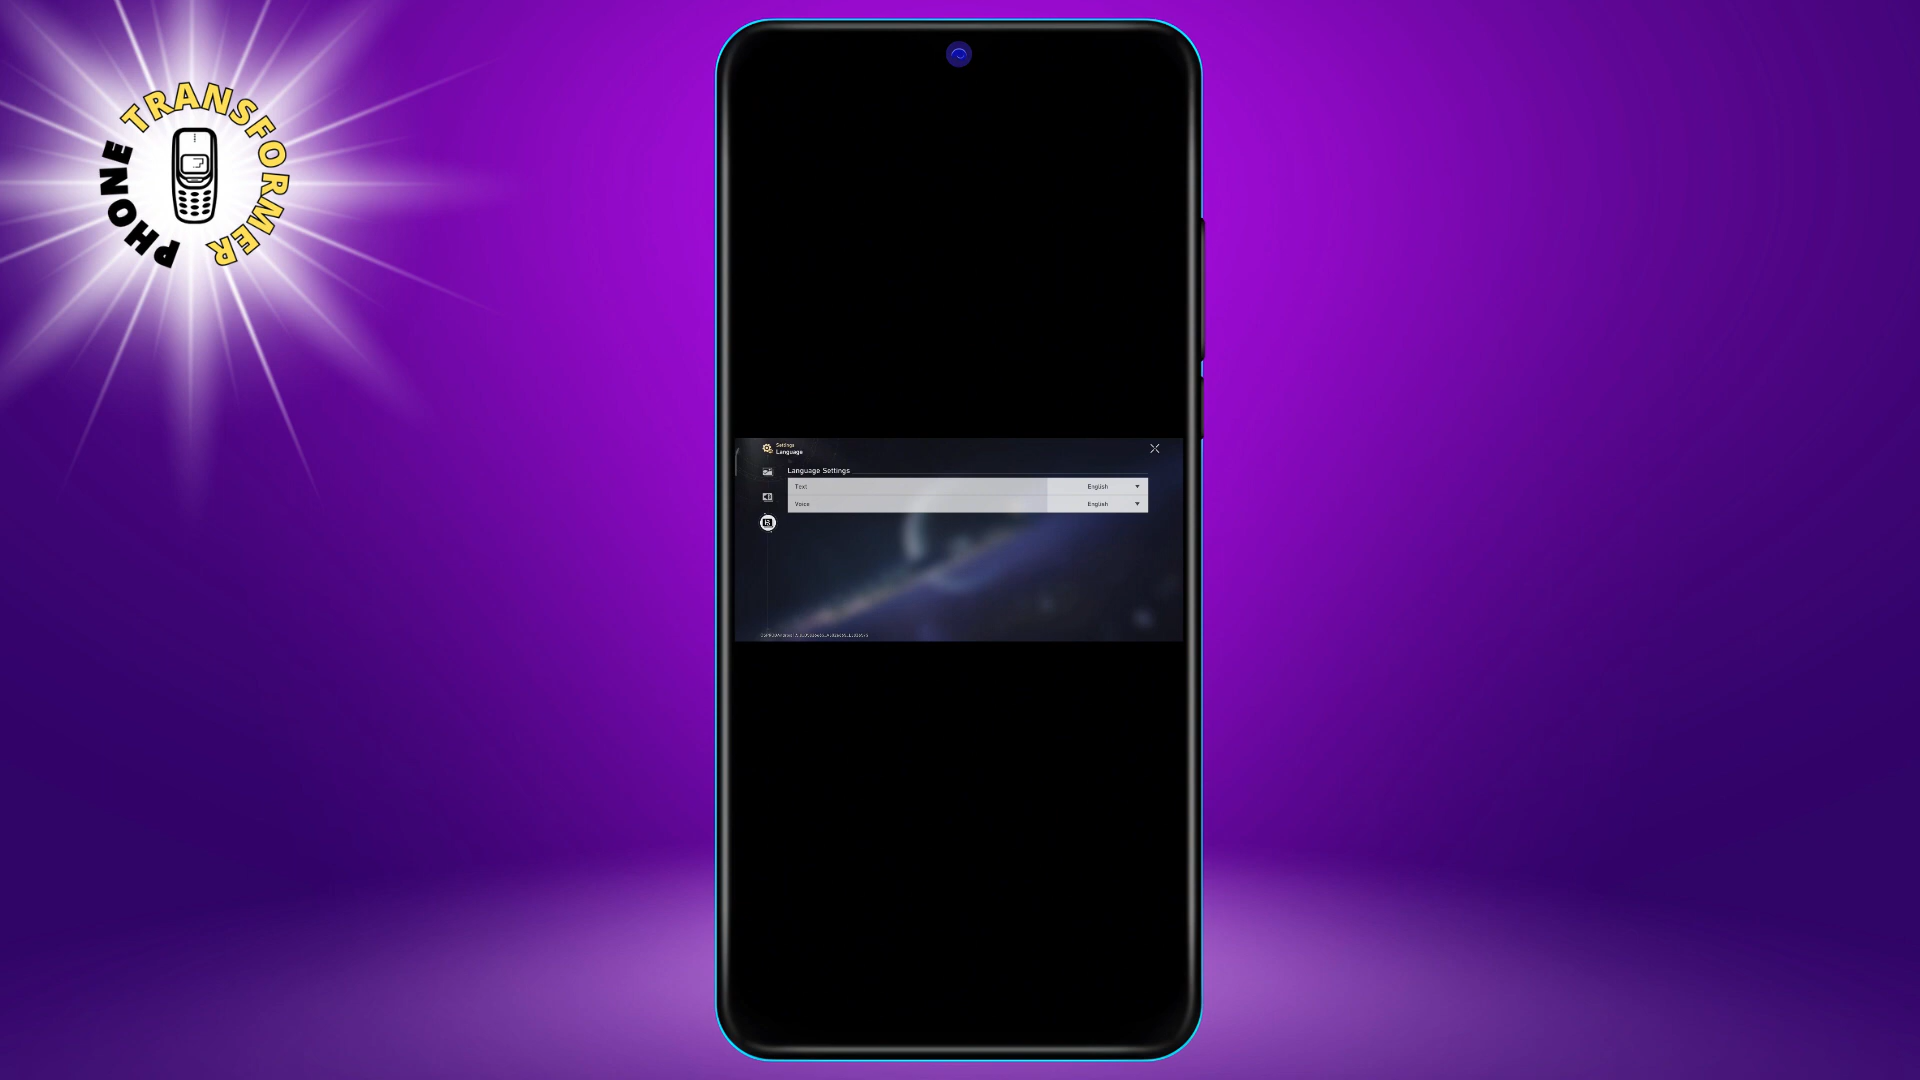 PHONE TRANSFORMER
Settings
Language
Language Settings
Text English
Voice English